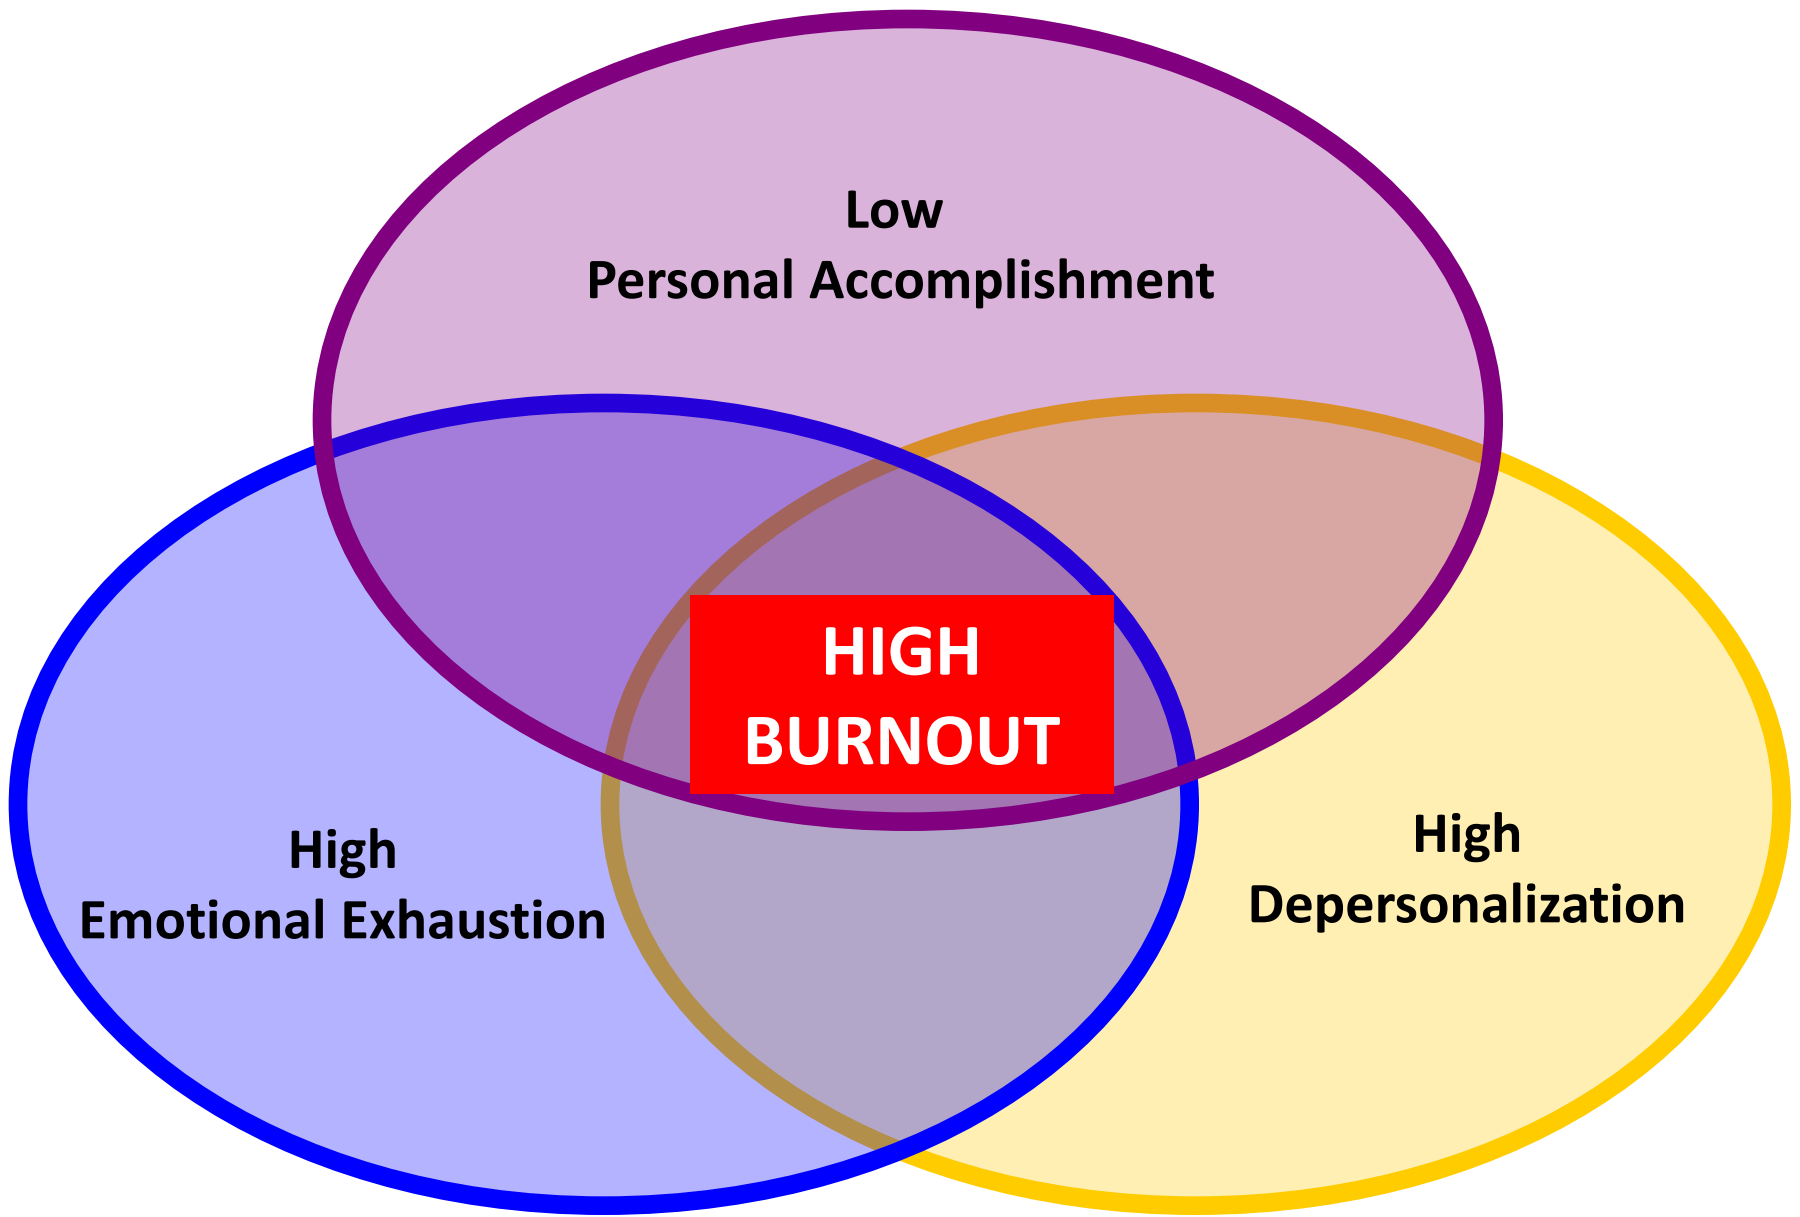 Low
Personal Accomplishment
HIGH
BURNOUT
High
Emotional Exhaustion
High
Depersonalization